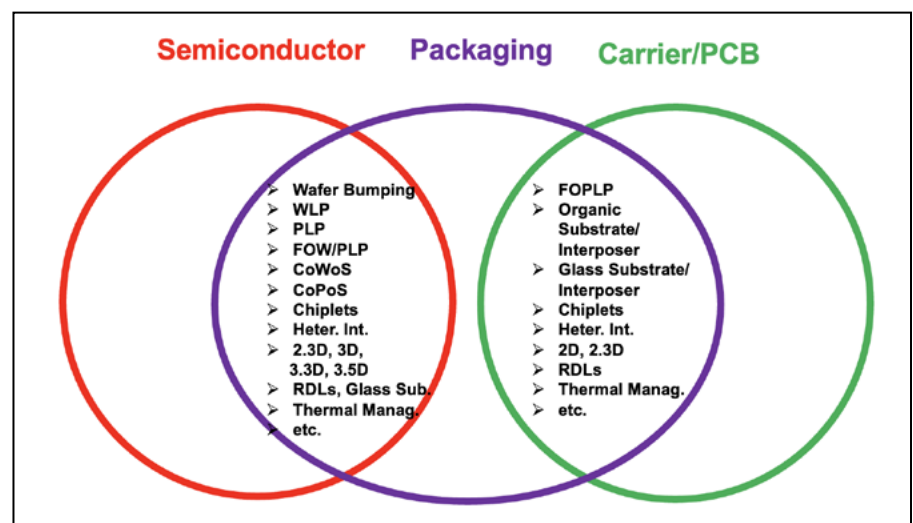 Semiconductor
Packaging
Carrier/PCB
➢ Wafer Bumping
➢ WLP
➢ PLP
➢ FOW/PLP
➢ CoWoS
➢ CoPoS
➢ Chiplets
➢ Heter. Int.
➢ 2.3D, 3D,
3.3D, 3.5D
➢ RDLs, Glass Sub.
➢ Thermal Manag.
➢ etc.
➢ FOPLP
➢ Organic
Substrate/
Interposer
➢ Glass Substrate/
Interposer
➢ Chiplets
➢ Heter. Int.
➢ 2D, 2.3D
➢ RDLs
➢ Thermal Manag.
➢ etc.